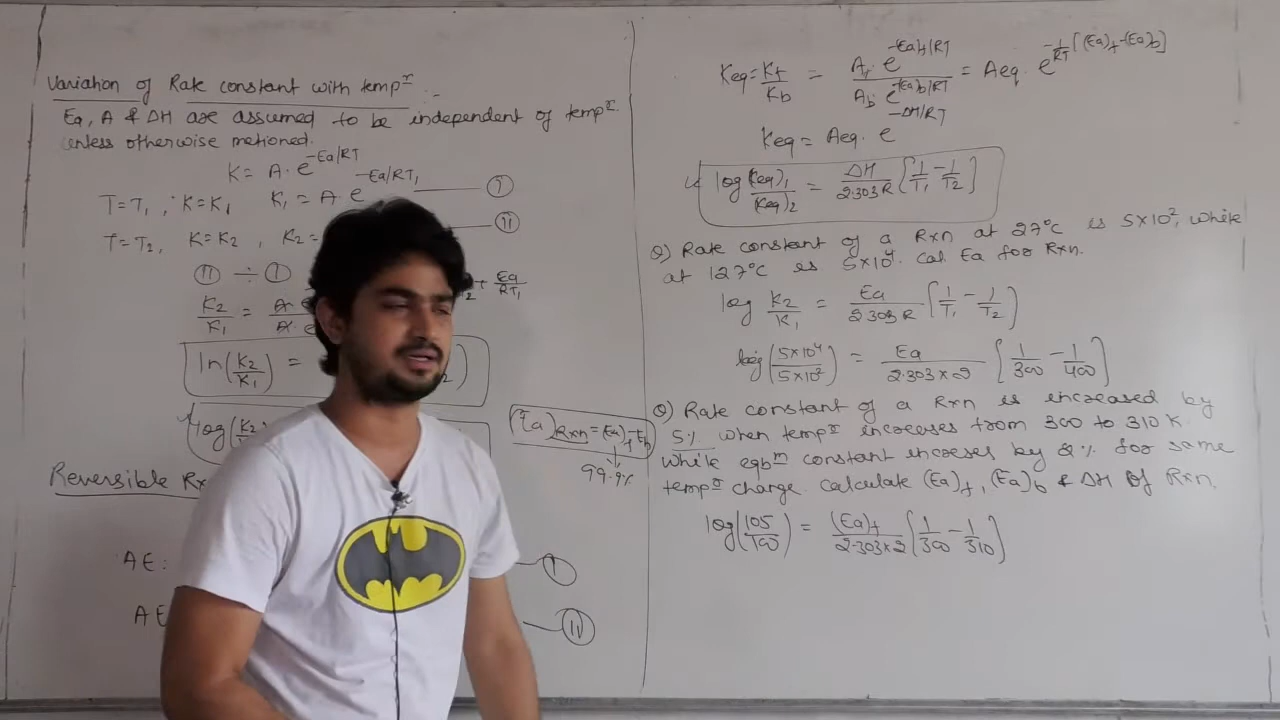 Variation of Rate constant with tempr :-
Ea, A & ΔH are assumed to be independent of tempr.
unless otherwise metioned.
K = A · e^-Ea/RT
T=T1, K=K1 K1 = A e^-Ea/RT1 —— I
T=T2, K=K2, K2= —— II
II ÷ I
K2/K1 = + Ea/RT1
ln(K2/K1) =
log(K2
Reversible Rx
AE: I
AE II
(Ea)Rxn = (Ea)f - Eb
99.9%
Keq = Kf/Kb = Af e^-(Ea)f/RT / Ab e^-(Ea)b/RT = Aeq. e^-1/RT[(Ea)f-(Ea)b]
Keq = Aeq. e^-ΔH/RT
log (Keq)1/(Keq)2 = ΔH/2.303R [1/T1 - 1/T2]
Q) Rate constant of a Rxn at 27°c is 5×10², while
at 127°c is 5×10⁴. cal. Ea for Rxn.
log K2/K1 = Ea/2.303R [1/T1 - 1/T2]
log(5×10⁴/5×10²) = Ea/2.303×2 [1/300 - 1/400]
Q) Rate constant of a Rxn is increased by
5% when tempr increeses from 300 to 310 K.
while eqbm constant increses by 2% for same
tempr change. calculate (Ea)f, (Ea)b & ΔH of Rxn.
log(105/100) = (Ea)f/2.303×2 [1/300 - 1/310]